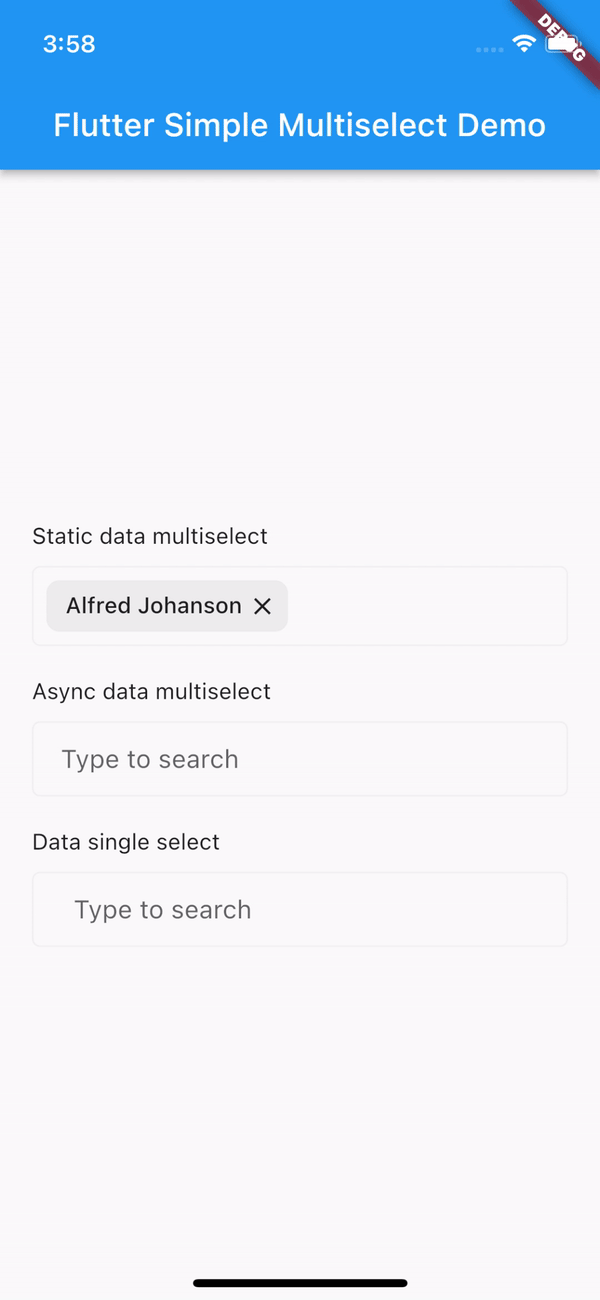 3:58
DEBUG
Flutter Simple Multiselect Demo
Static data multiselect
Alfred Johanson
Async data multiselect
Type to search
Data single select
Type to search